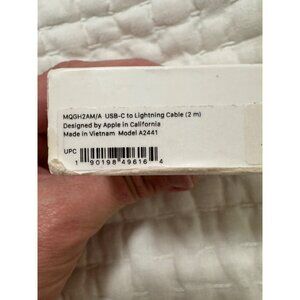 MQGH2AM/A USB-C to Lightning Cable (2 m)
Designed by Apple in California
Made in Vietnam Model A2441
UPC
1 90198 49616 4